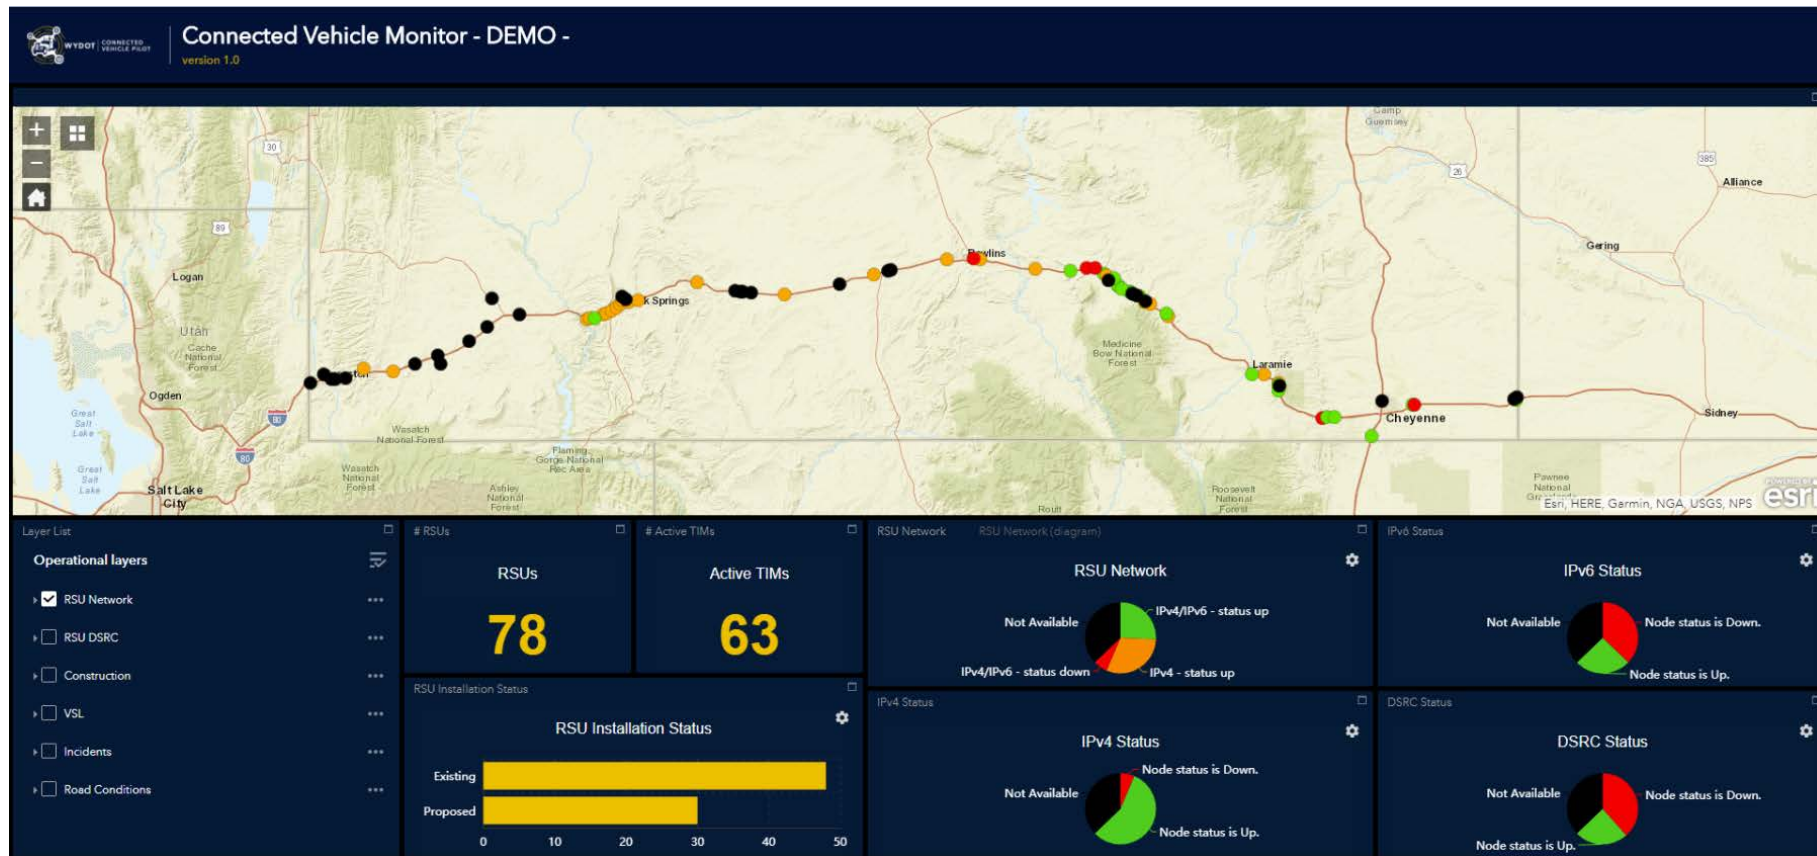 WYDOT | CONNECTED VEHICLE PILOT
Connected Vehicle Monitor - DEMO -
version 1.0
Camp
Guernsey
30
26
385
Alliance
89
Gering
Logan
Rawlins
k Springs
Utah
Cache
National
Forest
Medicine
Bow National
Forest
Laramie
Ogden
Great
Salt
Lake
80
Cheyenne
Sidney
Wasatch
National Forest
80
Flaming
Gorge National
Rec Area
Great
Salt
Lake
Salt Lake
City
Wasatch
National
Forest
Ashley
National
Forest
Routt
Roosevelt
National
Forest
Pawnee
National
POWERED BY
esri
Esri, HERE, Garmin, NGA, USGS, NPS
Layer List
Operational layers
RSU Network
RSU DSRC
Construction
VSL
Incidents
Road Conditions
# RSUs
RSUs
78
# Active TIMs
Active TIMs
63
RSU Installation Status
RSU Installation Status
Existing
Proposed
0 10 20 30 40 50
RSU Network RSU Network (diagram)
RSU Network
Not Available
IPv4/IPv6 - status up
IPv4/IPv6 - status down
IPv4 - status up
IPv6 Status
IPv6 Status
Not Available
Node status is Down.
Node status is Up.
IPv4 Status
IPv4 Status
Node status is Down.
Not Available
Node status is Up.
DSRC Status
DSRC Status
Not Available
Node status is Down.
Node status is Up.